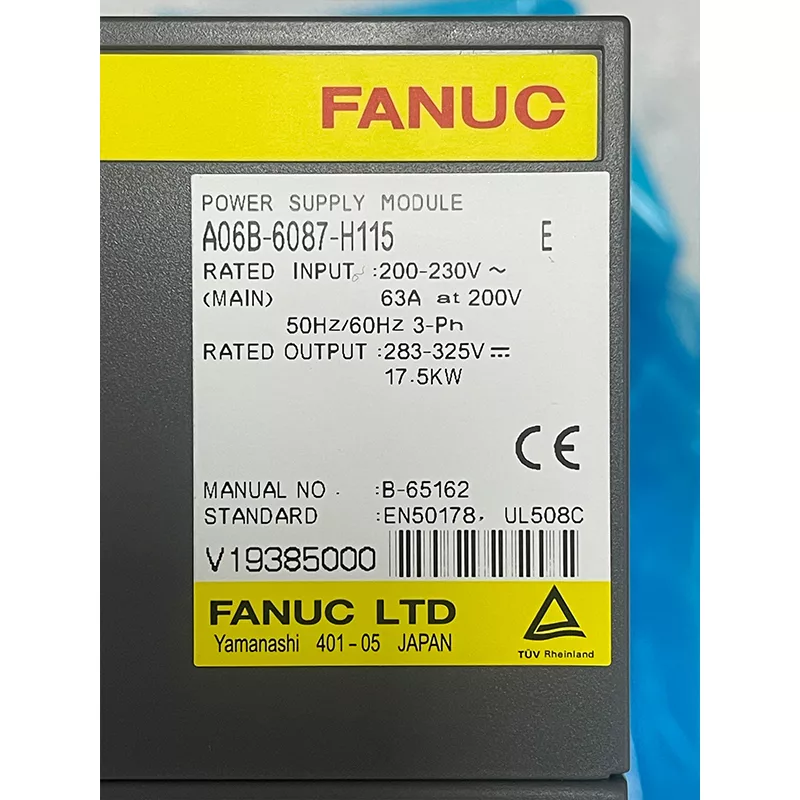 FANUC
POWER SUPPLY MODULE
A06B-6087-H115 E
RATED INPUT :200-230V ~
(MAIN) 63A at 200V
50Hz/60Hz 3-Ph
RATED OUTPUT :283-325V ⎓
17.5KW
CE
MANUAL NO. :B-65162
STANDARD :EN50178, UL508C
V19385000
FANUC LTD
Yamanashi 401-05 JAPAN
TÜV Rheinland